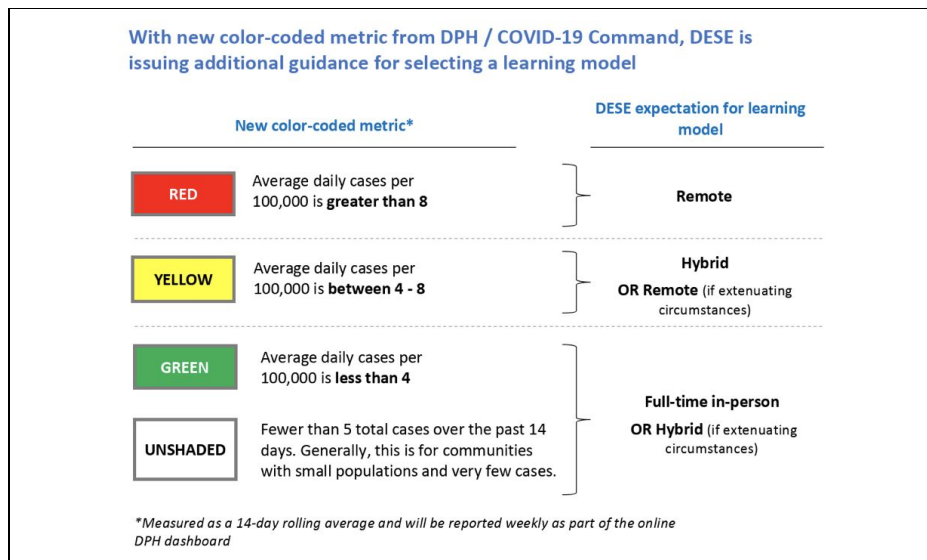 With new color-coded metric from DPH / COVID-19 Command, DESE is
issuing additional guidance for selecting a learning model
New color-coded metric*
DESE expectation for learning
model
RED
Average daily cases per
100,000 is greater than 8
Remote
YELLOW
Average daily cases per
100,000 is between 4 - 8
Hybrid
OR Remote (if extenuating
circumstances)
GREEN
Average daily cases per
100,000 is less than 4
UNSHADED
Fewer than 5 total cases over the past 14
days. Generally, this is for communities
with small populations and very few cases.
Full-time in-person
OR Hybrid (if extenuating
circumstances)
*Measured as a 14-day rolling average and will be reported weekly as part of the online
DPH dashboard